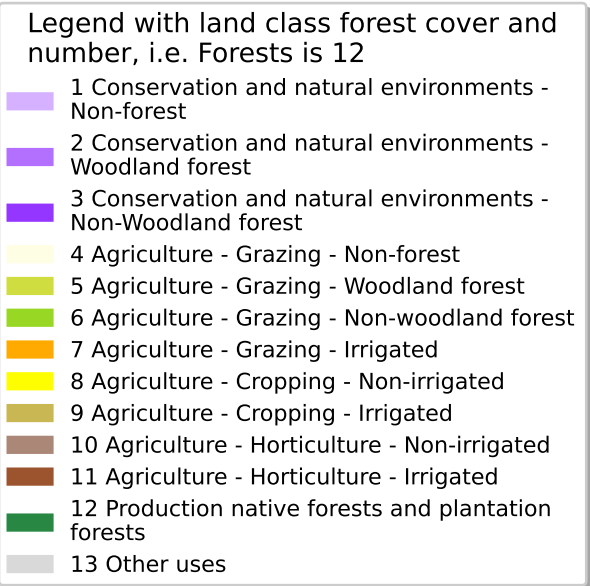 Legend with land class forest cover and
number, i.e. Forests is 12
1 Conservation and natural environments -
Non-forest
2 Conservation and natural environments -
Woodland forest
3 Conservation and natural environments -
Non-Woodland forest
4 Agriculture - Grazing - Non-forest
5 Agriculture - Grazing - Woodland forest
6 Agriculture - Grazing - Non-woodland forest
7 Agriculture - Grazing - Irrigated
8 Agriculture - Cropping - Non-irrigated
9 Agriculture - Cropping - Irrigated
10 Agriculture - Horticulture - Non-irrigated
11 Agriculture - Horticulture - Irrigated
12 Production native forests and plantation
forests
13 Other uses